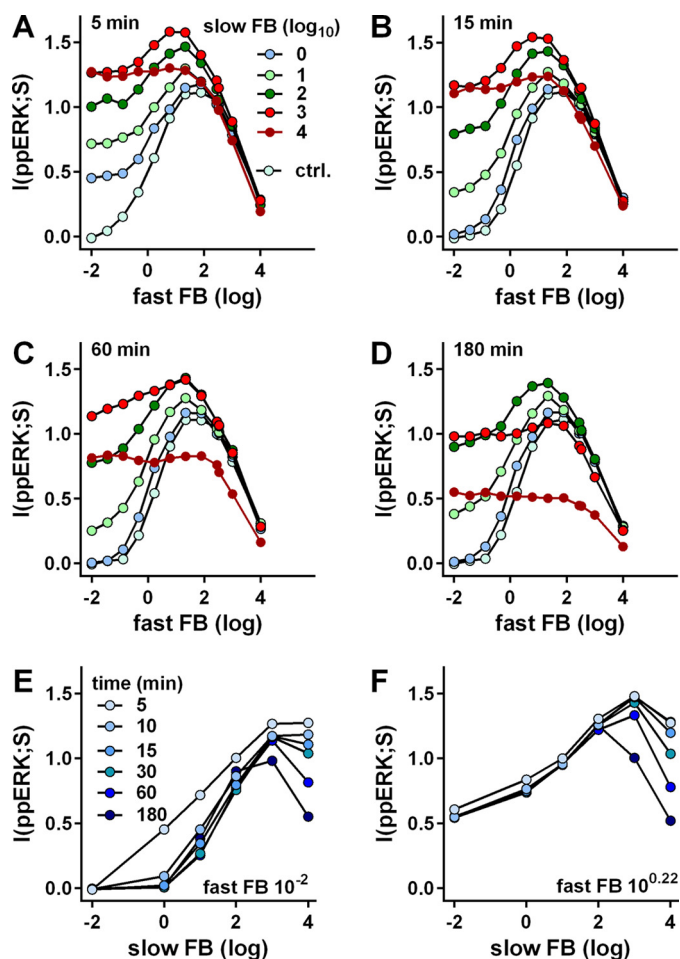 A
5 min
slow FB (log10)
0
1
2
3
4
ctrl.
I(ppERK;S)
1.5
1.0
0.5
0.0
-2
0
2
4
fast FB (log)
B
15 min
I(ppERK;S)
1.5
1.0
0.5
0.0
-2
0
2
4
fast FB (log)
C
60 min
I(ppERK;S)
1.5
1.0
0.5
0.0
-2
0
2
4
fast FB (log)
D
180 min
I(ppERK;S)
1.5
1.0
0.5
0.0
-2
0
2
4
fast FB (log)
E
time (min)
5
10
15
30
60
180
I(ppERK;S)
1.5
1.0
0.5
0.0
fast FB 10-2
-2
0
2
4
slow FB (log)
F
I(ppERK;S)
1.5
1.0
0.5
0.0
fast FB 100.22
-2
-1
0
1
2
3
4
slow FB (log)